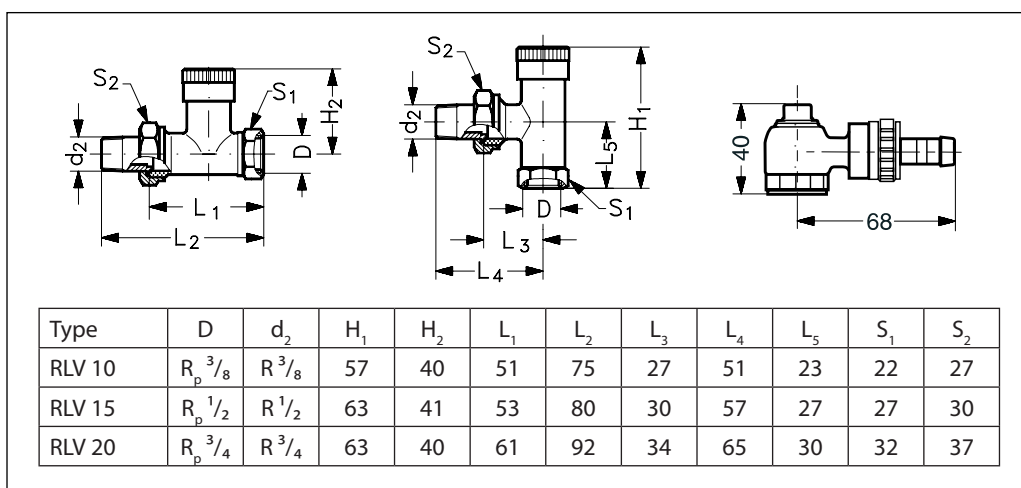 S₂ S₁ H₂ d₂ D L₁ L₂
S₂ H₁ d₂ L₅ D S₁ L₃ L₄
40 68
Type D d₂ H₁ H₂ L₁ L₂ L₃ L₄ L₅ S₁ S₂
RLV 10 Rₚ ³/₈ R ³/₈ 57 40 51 75 27 51 23 22 27
RLV 15 Rₚ ¹/₂ R ¹/₂ 63 41 53 80 30 57 27 27 30
RLV 20 Rₚ ³/₄ R ³/₄ 63 40 61 92 34 65 30 32 37